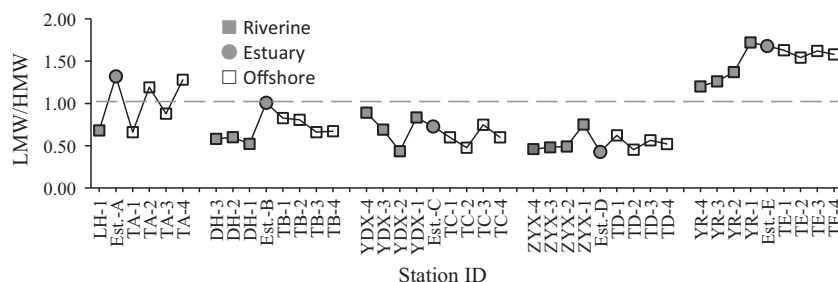 2.00
1.50
1.00
0.50
0.00
LMW/HMW
Riverine
Estuary
Offshore
LH-1
Est.-A
TA-1
TA-2
TA-3
TA-4
DH-3
DH-2
DH-1
Est.-B
TB-1
TB-2
TB-3
TB-4
YDX-4
YDX-3
YDX-2
YDX-1
Est.-C
TC-1
TC-2
TC-3
TC-4
ZYX-4
ZYX-3
ZYX-2
ZYX-1
Est.-D
TD-1
TD-2
TD-3
TD-4
YR-4
YR-3
YR-2
YR-1
Est.-E
TE-1
TE-2
TE-3
TE-4
Station ID